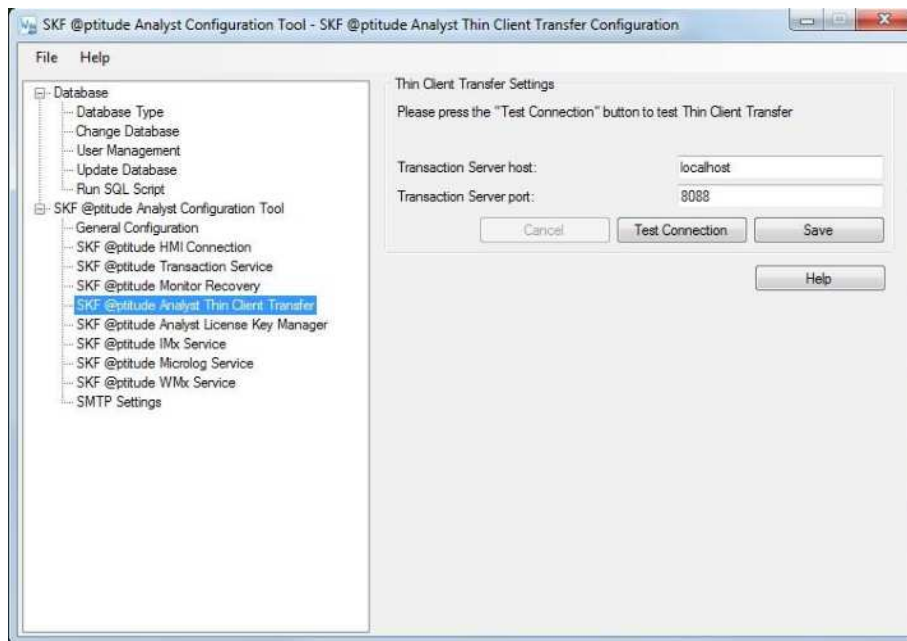 SKF @ptitude Analyst Configuration Tool - SKF @ptitude Analyst Thin Client Transfer Configuration
File Help
Database
Database Type
Change Database
User Management
Update Database
Run SQL Script
SKF @ptitude Analyst Configuration Tool
General Configuration
SKF @ptitude HMI Connection
SKF @ptitude Transaction Service
SKF @ptitude Monitor Recovery
SKF @ptitude Analyst Thin Client Transfer
SKF @ptitude Analyst License Key Manager
SKF @ptitude IMx Service
SKF @ptitude Microlog Service
SKF @ptitude WMx Service
SMTP Settings
Thin Client Transfer Settings
Please press the "Test Connection" button to test Thin Client Transfer
Transaction Server host: localhost
Transaction Server port: 8088
Cancel Test Connection Save
Help